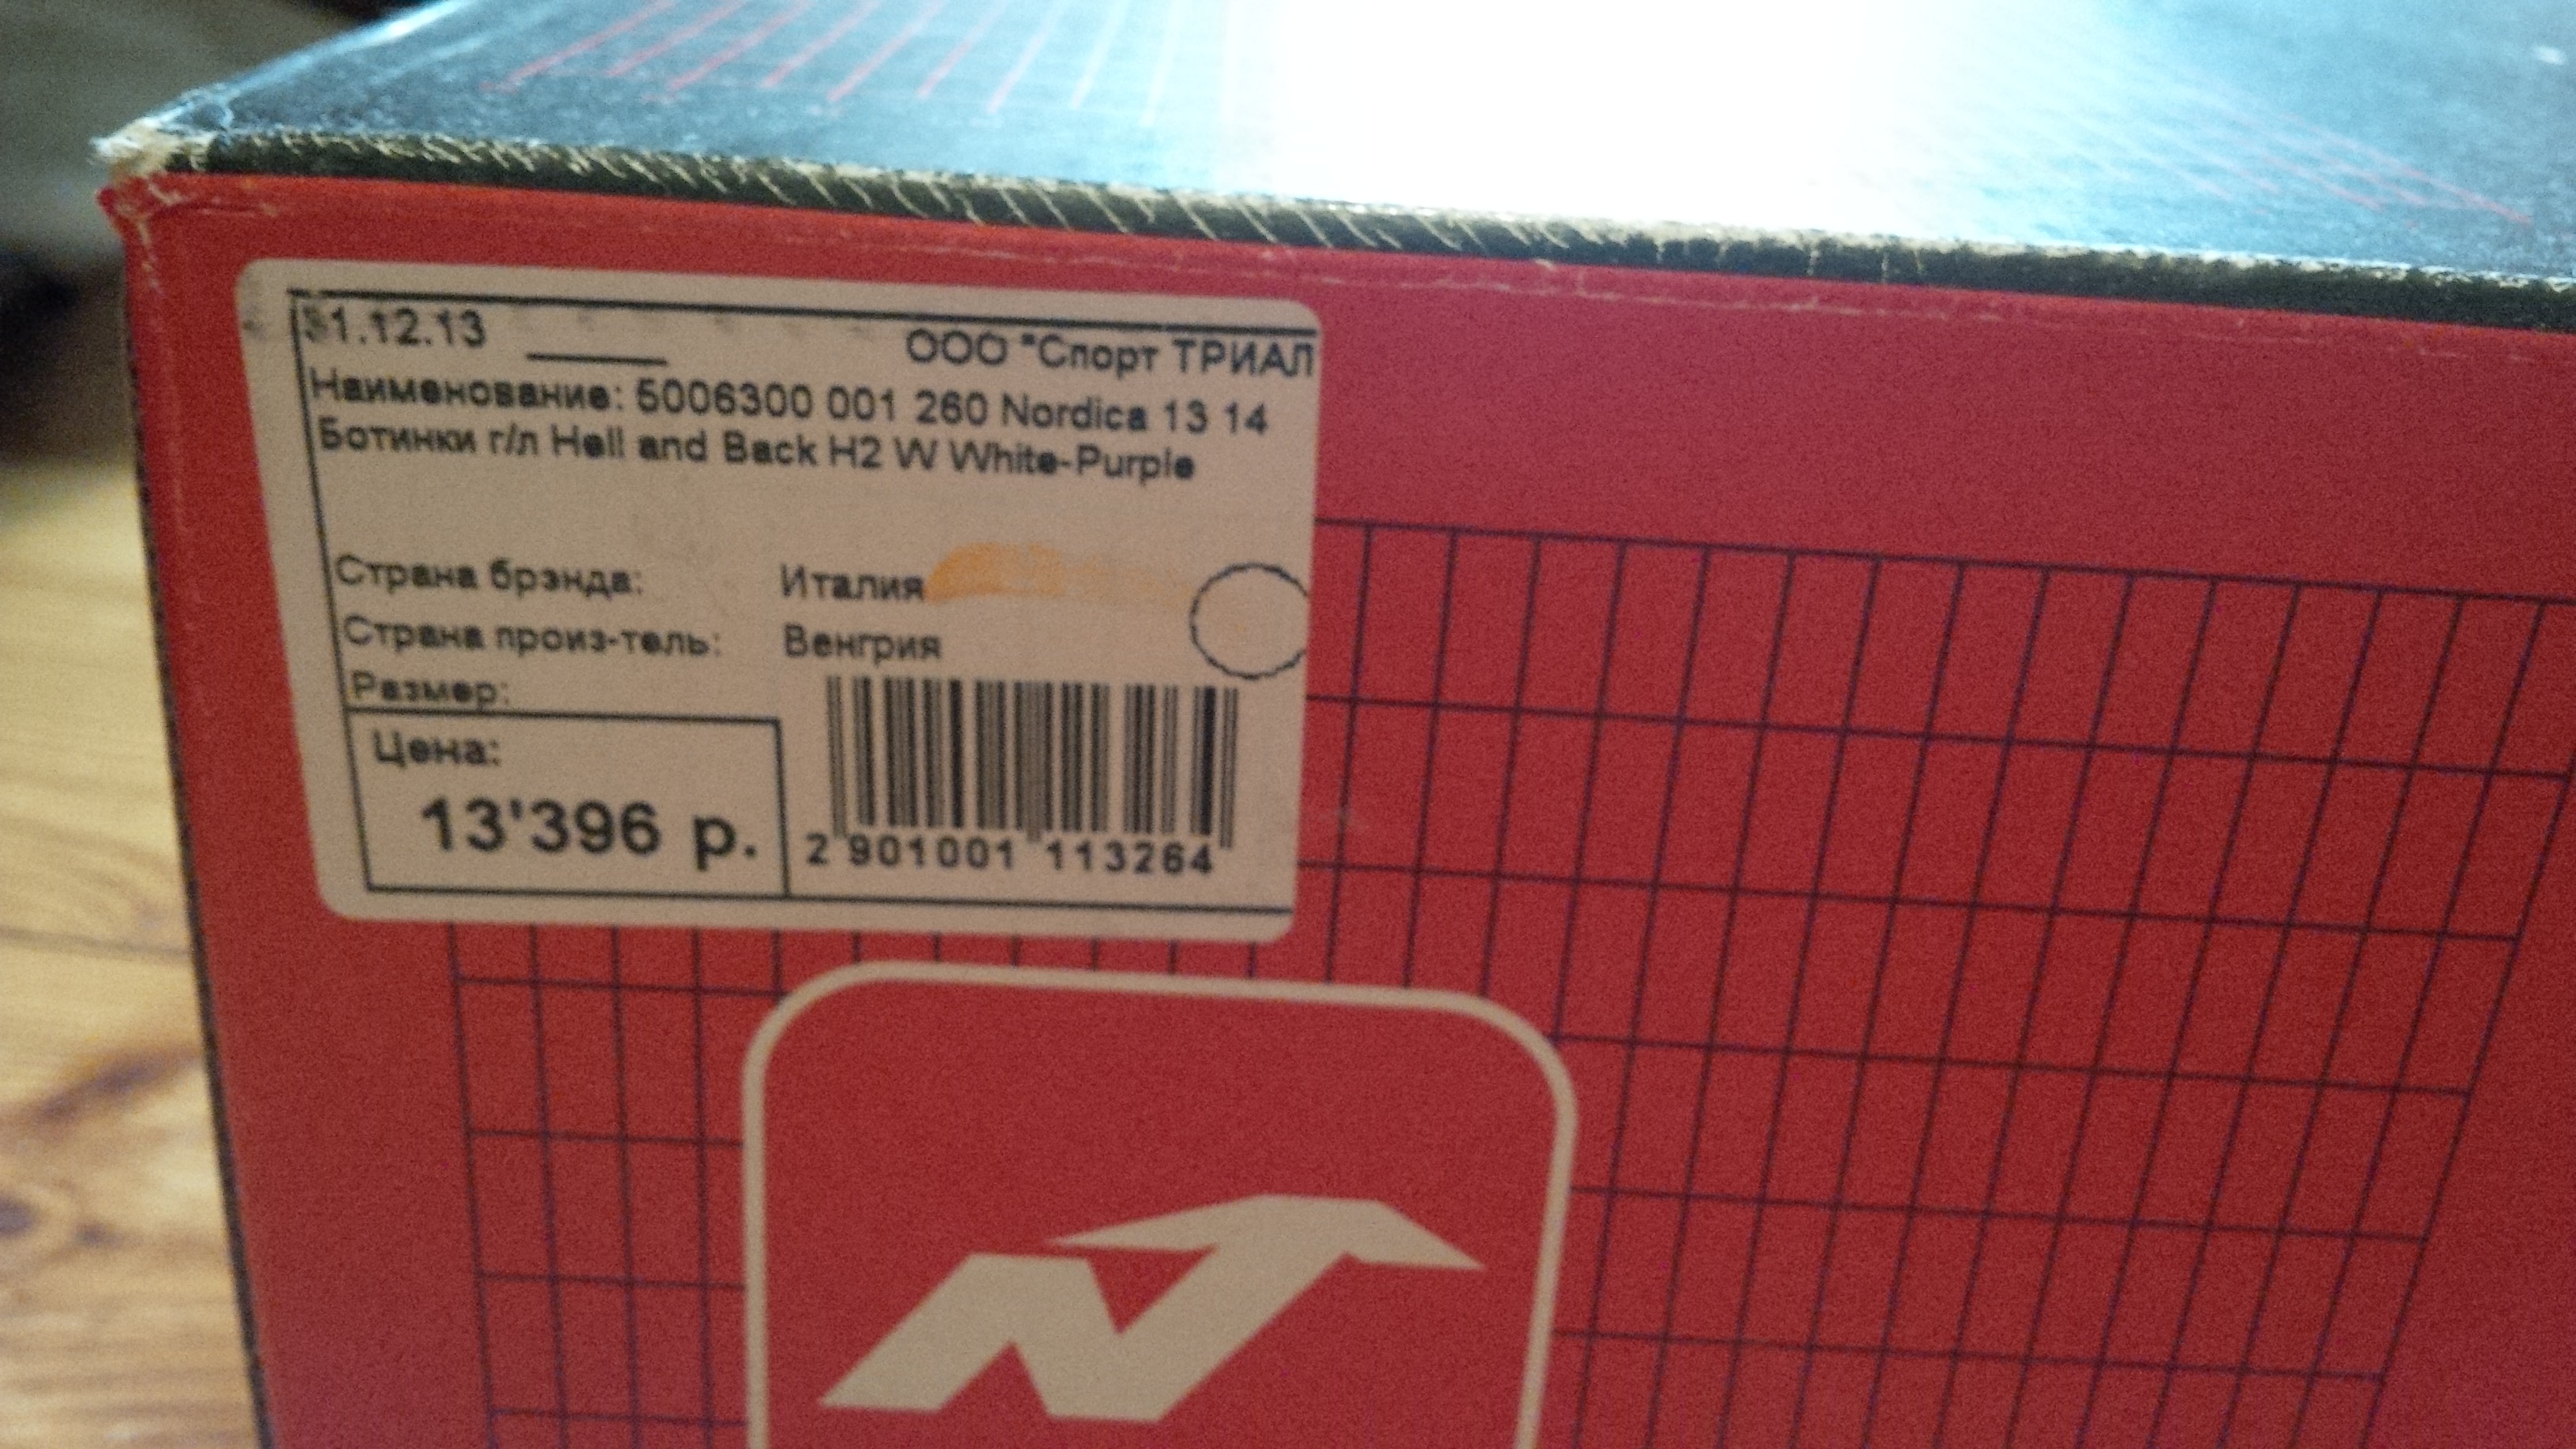 31.12.13
ООО "Спорт ТРИАЛ
Наименование: 5006300 001 260 Nordica 13 14
Ботинки г/л Hell and Back H2 W White-Purple
Страна брэнда: Италия
Страна произ-тель: Венгрия
Размер:
Цена:
13'396 р.
2 901001 113264